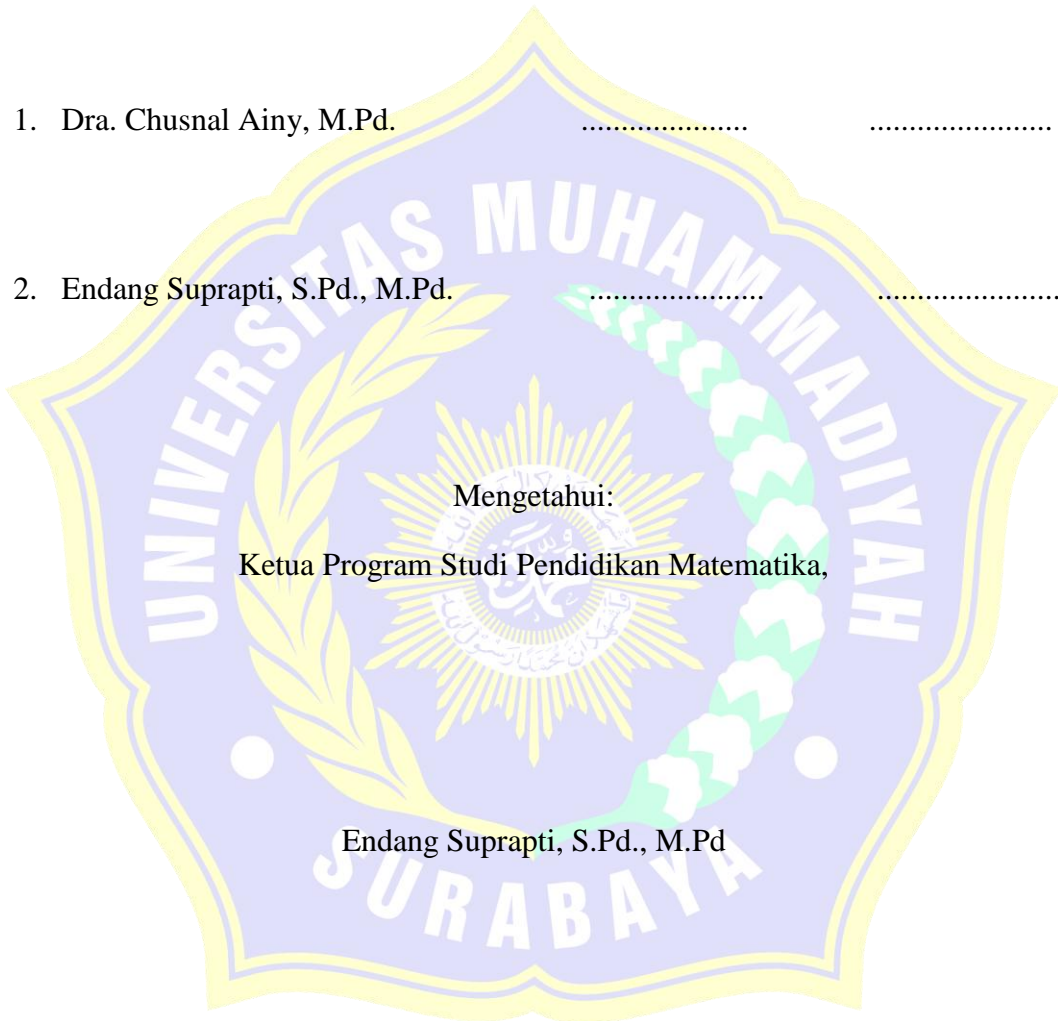 1. Dra. Chusnal Ainy, M.Pd. ..................... .......................
2. Endang Suprapti, S.Pd., M.Pd. ...................... .......................
UNIVERSITAS MUHAMMADIYAH
Mengetahui:
Ketua Program Studi Pendidikan Matematika,
Endang Suprapti, S.Pd., M.Pd
SURABAYA